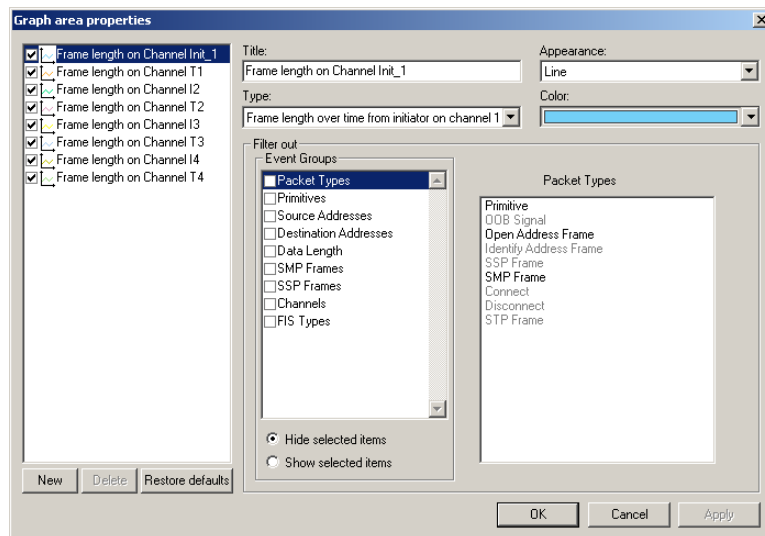 Graph area properties
Frame length on Channel Init_1
Frame length on Channel T1
Frame length on Channel I2
Frame length on Channel T2
Frame length on Channel I3
Frame length on Channel T3
Frame length on Channel I4
Frame length on Channel T4
New
Delete
Restore defaults
Title:
Frame length on Channel Init_1
Appearance:
Line
Type:
Frame length over time from initiator on channel 1
Color:
Filter out
Event Groups
Packet Types
Primitives
Source Addresses
Destination Addresses
Data Length
SMP Frames
SSP Frames
Channels
FIS Types
Hide selected items
Show selected items
Packet Types
Primitive
OOB Signal
Open Address Frame
Identify Address Frame
SSP Frame
SMP Frame
Connect
Disconnect
STP Frame
OK
Cancel
Apply